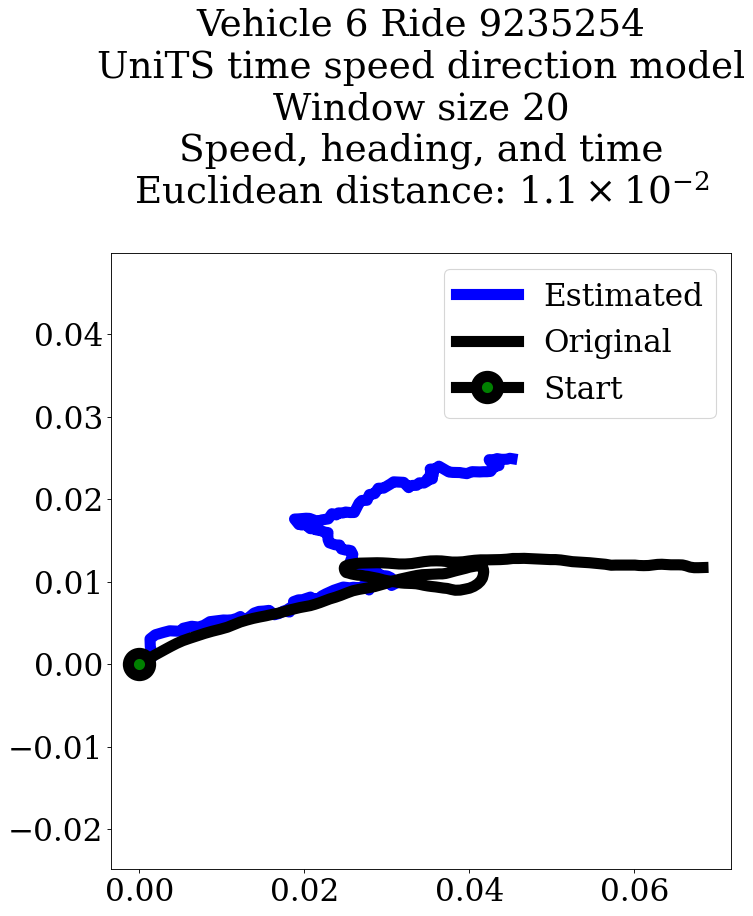 Vehicle 6 Ride 9235254
UniTS time speed direction model
Window size 20
Speed, heading, and time
Euclidean distance: 1.1 × 10⁻²
Estimated
Original
Start
0.04
0.03
0.02
0.01
0.00
−0.01
−0.02
0.00 0.02 0.04 0.06